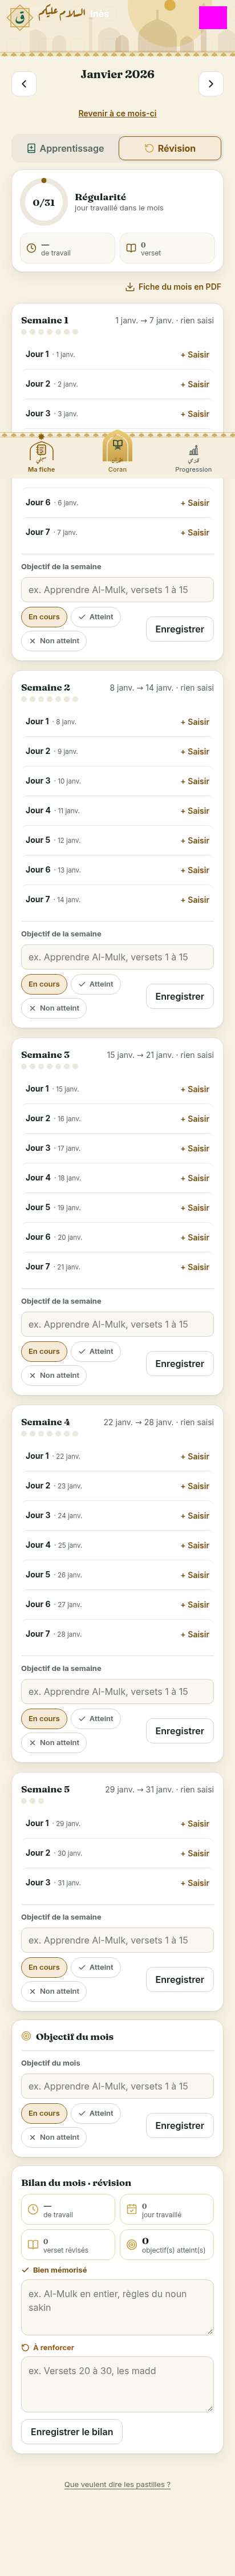 السلام عليكم Inès
ق
Janvier 2026
Revenir à ce mois-ci
Apprentissage
Révision
0/31
Régularité
jour travaillé dans le mois
—
de travail
0
verset
Fiche du mois en PDF
Semaine 1
1 janv. → 7 janv. · rien saisi
Jour 1 · 1 janv.
+ Saisir
Jour 2 · 2 janv.
+ Saisir
Jour 3 · 3 janv.
+ Saisir
Ma fiche
Coran
Progression
Jour 6 · 6 janv.
+ Saisir
Jour 7 · 7 janv.
+ Saisir
Objectif de la semaine
ex. Apprendre Al-Mulk, versets 1 à 15
En cours
Atteint
Non atteint
Enregistrer
Semaine 2
8 janv. → 14 janv. · rien saisi
Jour 1 · 8 janv.
+ Saisir
Jour 2 · 9 janv.
+ Saisir
Jour 3 · 10 janv.
+ Saisir
Jour 4 · 11 janv.
+ Saisir
Jour 5 · 12 janv.
+ Saisir
Jour 6 · 13 janv.
+ Saisir
Jour 7 · 14 janv.
+ Saisir
Objectif de la semaine
ex. Apprendre Al-Mulk, versets 1 à 15
En cours
Atteint
Non atteint
Enregistrer
Semaine 3
15 janv. → 21 janv. · rien saisi
Jour 1 · 15 janv.
+ Saisir
Jour 2 · 16 janv.
+ Saisir
Jour 3 · 17 janv.
+ Saisir
Jour 4 · 18 janv.
+ Saisir
Jour 5 · 19 janv.
+ Saisir
Jour 6 · 20 janv.
+ Saisir
Jour 7 · 21 janv.
+ Saisir
Objectif de la semaine
ex. Apprendre Al-Mulk, versets 1 à 15
En cours
Atteint
Non atteint
Enregistrer
Semaine 4
22 janv. → 28 janv. · rien saisi
Jour 1 · 22 janv.
+ Saisir
Jour 2 · 23 janv.
+ Saisir
Jour 3 · 24 janv.
+ Saisir
Jour 4 · 25 janv.
+ Saisir
Jour 5 · 26 janv.
+ Saisir
Jour 6 · 27 janv.
+ Saisir
Jour 7 · 28 janv.
+ Saisir
Objectif de la semaine
ex. Apprendre Al-Mulk, versets 1 à 15
En cours
Atteint
Non atteint
Enregistrer
Semaine 5
29 janv. → 31 janv. · rien saisi
Jour 1 · 29 janv.
+ Saisir
Jour 2 · 30 janv.
+ Saisir
Jour 3 · 31 janv.
+ Saisir
Objectif de la semaine
ex. Apprendre Al-Mulk, versets 1 à 15
En cours
Atteint
Non atteint
Enregistrer
Objectif du mois
Objectif du mois
ex. Apprendre Al-Mulk, versets 1 à 15
En cours
Atteint
Non atteint
Enregistrer
Bilan du mois · révision
—
de travail
0
jour travaillé
0
verset révisés
0
objectif(s) atteint(s)
Bien mémorisé
ex. Al-Mulk en entier, règles du noun
sakin
À renforcer
ex. Versets 20 à 30, les madd
Enregistrer le bilan
Que veulent dire les pastilles ?